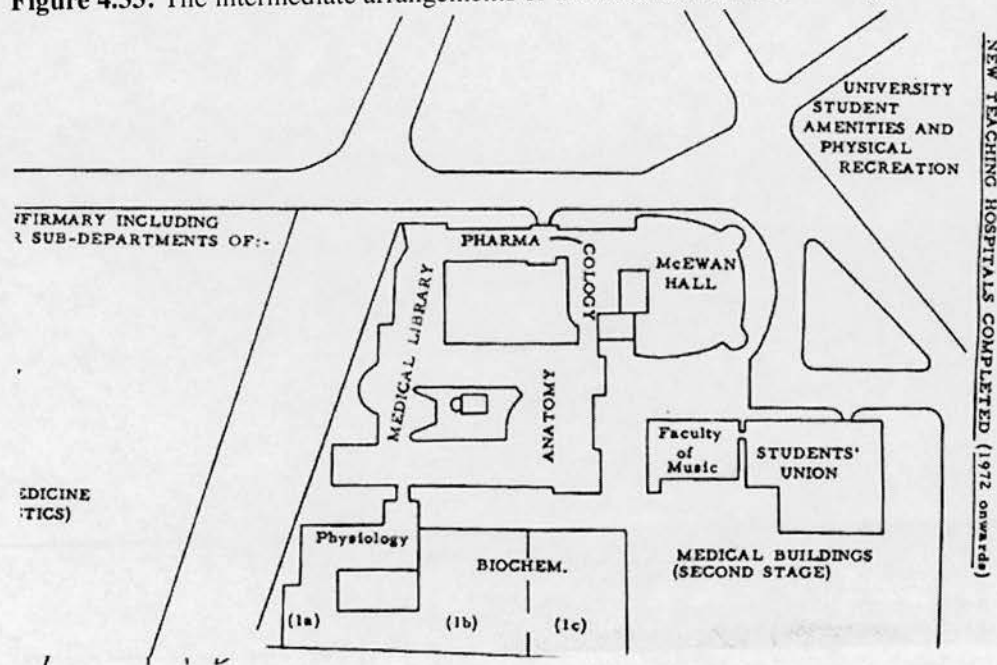 Figure 4.33: The intermediate arrangements
UNIVERSITY
STUDENT
AMENITIES AND
PHYSICAL
RECREATION
NEW TEACHING HOSPITALS COMPLETED (1972 onwards)
NFIRMARY INCLUDING
R SUB-DEPARTMENTS OF:-
PHARMA
COLOGY
McEWAN
HALL
MEDICAL LIBRARY
ANATOMY
Faculty
of
Music
STUDENTS'
UNION
EDICINE
TICS)
Physiology
BIOCHEM.
MEDICAL BUILDINGS
(SECOND STAGE)
(1a)
(1b)
(1c)